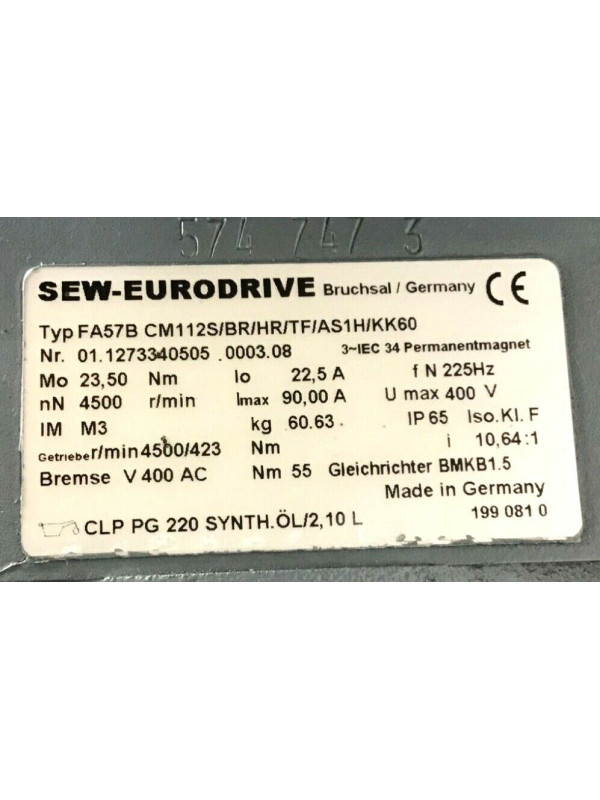 574 747 3
SEW-EURODRIVE Bruchsal / Germany CE
Typ FA57B CM112S/BR/HR/TF/AS1H/KK60
Nr. 01.1273340505 .0003.08 3~IEC 34 Permanentmagnet
Mo 23,50 Nm Io 22,5 A f N 225Hz
nN 4500 r/min Imax 90,00 A U max 400 V
IM M3 kg 60.63 IP 65 Iso.Kl. F
Getriebe r/min 4500/423 Nm i 10,64:1
Bremse V 400 AC Nm 55 Gleichrichter BMKB1.5
Made in Germany
CLP PG 220 SYNTH.ÖL/2,10 L 199 081 0